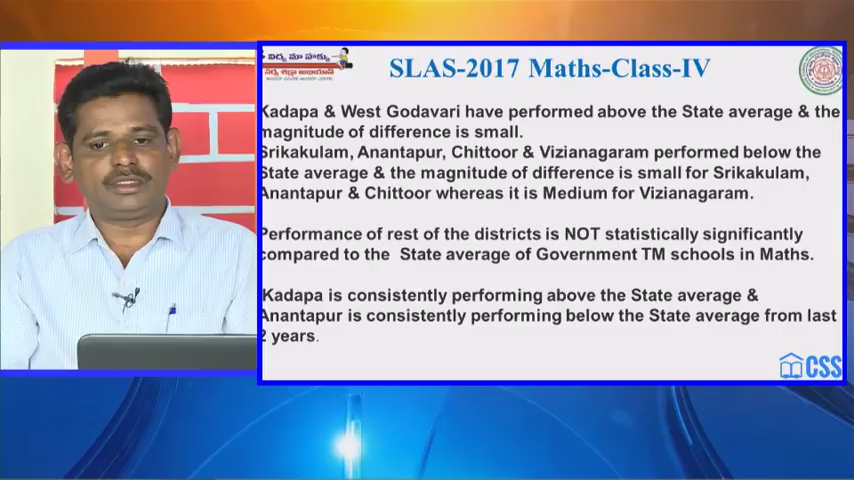 విద్య మా హక్కు
సర్వ శిక్షా అభియాన్
SLAS-2017 Maths-Class-IV
Kadapa & West Godavari have performed above the State average & the
magnitude of difference is small.
Srikakulam, Anantapur, Chittoor & Vizianagaram performed below the
State average & the magnitude of difference is small for Srikakulam,
Anantapur & Chittoor whereas it is Medium for Vizianagaram.
Performance of rest of the districts is NOT statistically significantly
compared to the State average of Government TM schools in Maths.
Kadapa is consistently performing above the State average &
Anantapur is consistently performing below the State average from last
2 years.
CSS